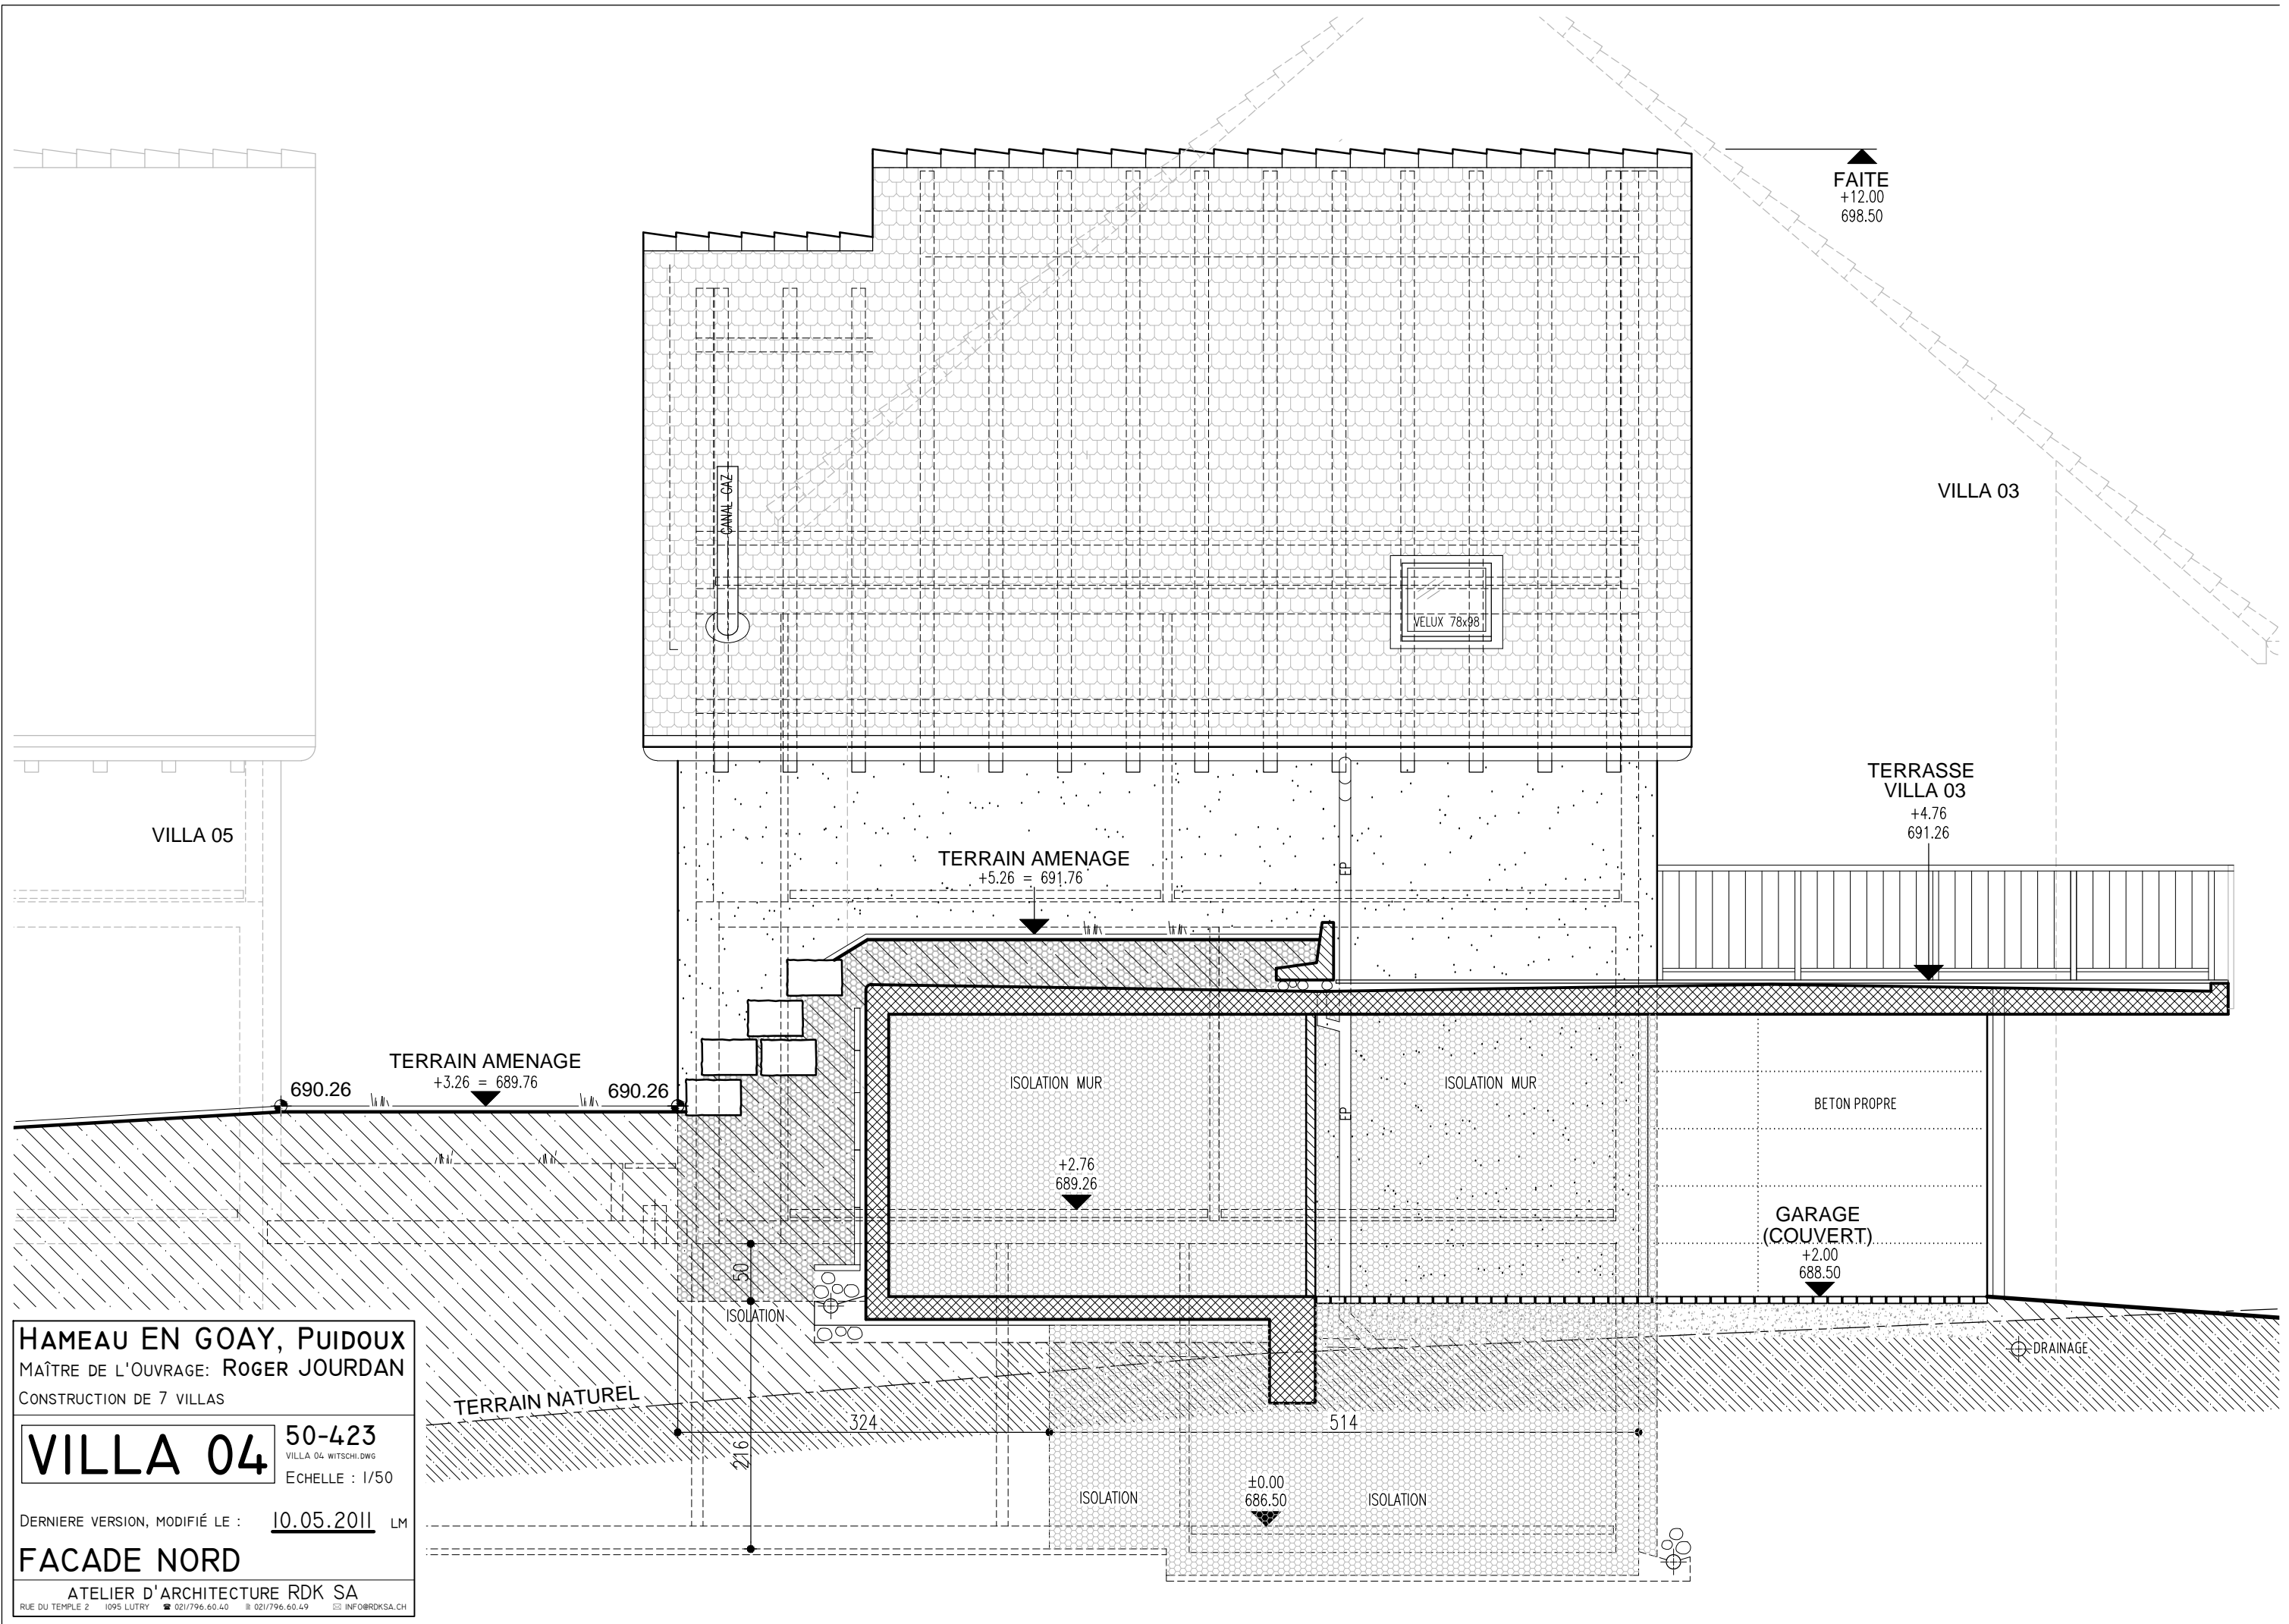 FAITE
+12.00
698.50
VILLA 03
CANAL GAZ
VELUX 78x98
TERRASSE
VILLA 03
+4.76
691.26
VILLA 05
TERRAIN AMENAGE
+5.26 = 691.76
EP
TERRAIN AMENAGE
+3.26 = 689.76
690.26
690.26
ISOLATION MUR
ISOLATION MUR
EP
BETON PROPRE
+2.76
689.26
GARAGE
(COUVERT)
+2.00
688.50
50
ISOLATION
DRAINAGE
TERRAIN NATUREL
324
514
216
±0.00
686.50
ISOLATION
ISOLATION
HAMEAU EN GOAY, PUIDOUX
MAÎTRE DE L'OUVRAGE: ROGER JOURDAN
CONSTRUCTION DE 7 VILLAS
VILLA 04
50-423
VILLA 04 WITSCHI.DWG
ECHELLE : 1/50
DERNIERE VERSION, MODIFIÉ LE : 10.05.2011 LM
FACADE NORD
ATELIER D'ARCHITECTURE RDK SA
RUE DU TEMPLE 2 1095 LUTRY ☎ 021/796.60.40 021/796.60.49 ✉ INFO@RDKSA.CH